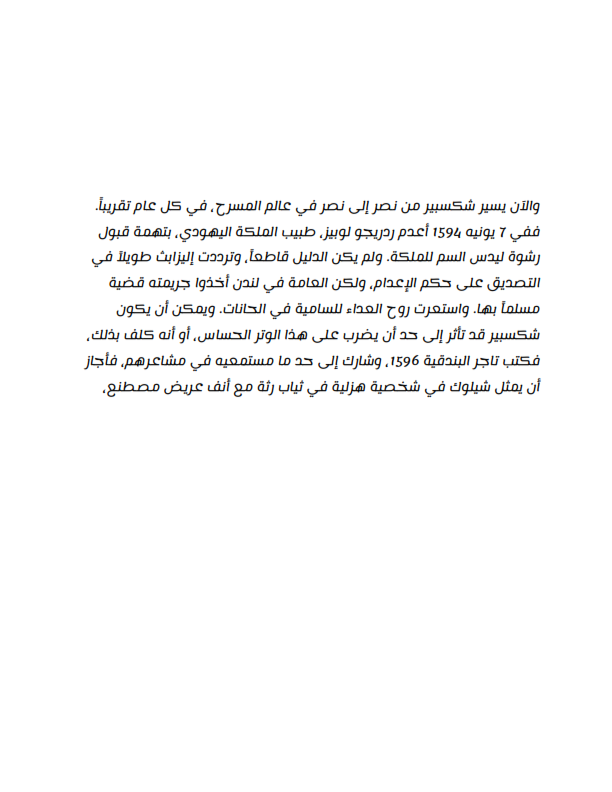 والآن يسير شكسبير من نصر إلى نصر في عالم المسرح، في كل عام تقريباً.
ففي 7 يونيه 1594 أعدم ردريجو لوبيز، طبيب الملكة اليهودي، بتهمة قبول
رشوة ليدس السم للملكة. ولم يكن الدليل قاطعاً، وترددت إليزابث طويلاً في
التصديق على حكم الإعدام، ولكن العامة في لندن أخذوا جريمته قضية
مسلماً بها. واستعرت روح العداء للسامية في الحانات. ويمكن أن يكون
شكسبير قد تأثر إلى حد أن يضرب على هذا الوتر الحساس، أو أنه كلف بذلك،
فكتب تاجر البندقية 1596، وشارك إلى حد ما مستمعيه في مشاعرهم، فأجاز
أن يمثل شيلوك في شخصية هزلية في ثياب رثة مع أنف عريض مصطنع،